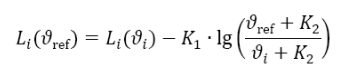 L_i(ϑ_ref) = L_i(ϑ_i) − K_1 · lg((ϑ_ref + K_2)/(ϑ_i + K_2))